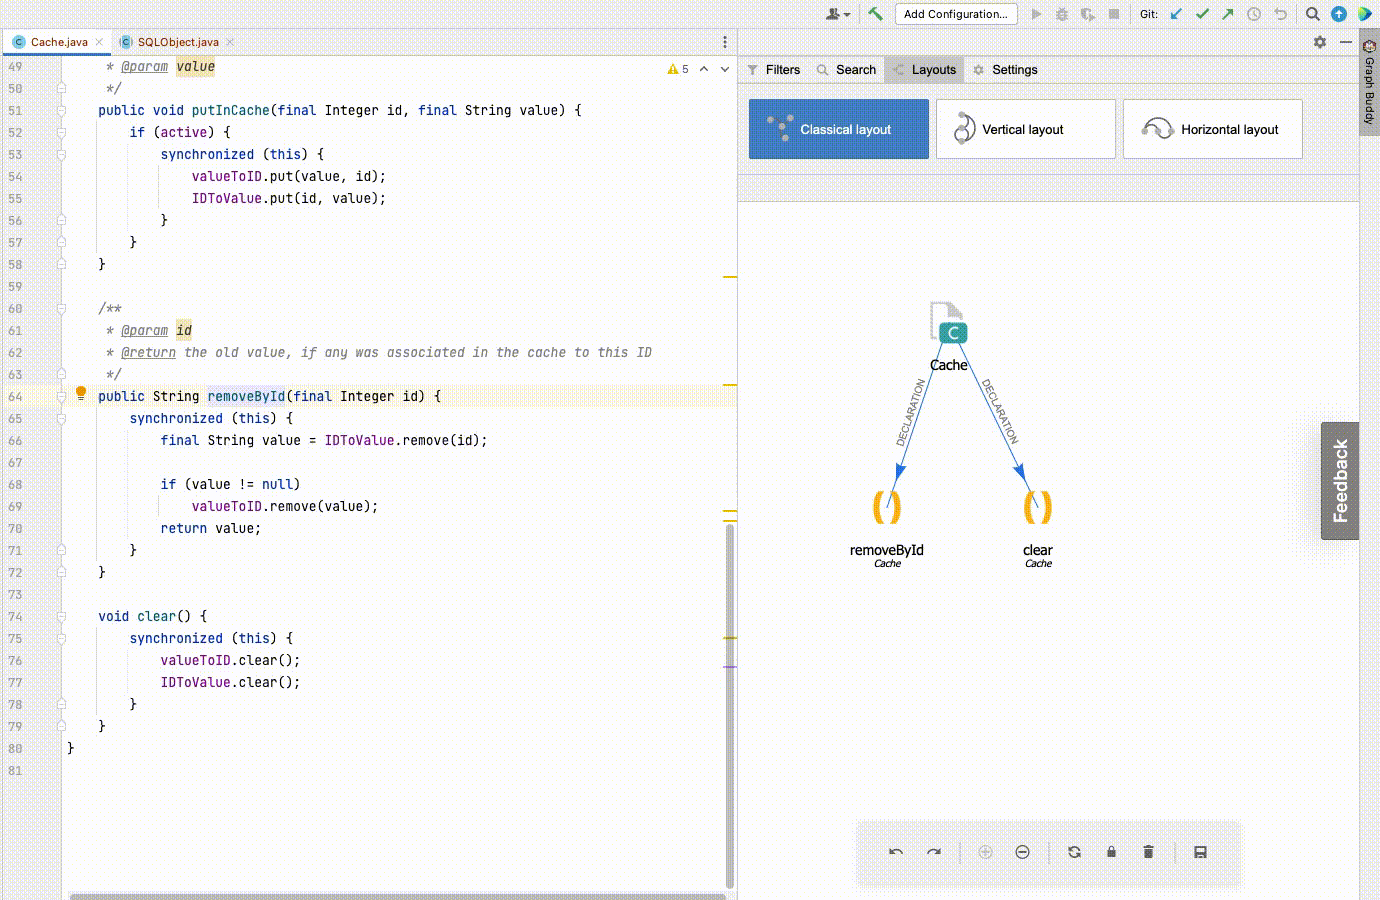 Add Configuration...
Git:
Cache.java
SQLObject.java
49 * @param value
5
50 */
51 public void putInCache(final Integer id, final String value) {
52 if (active) {
53 synchronized (this) {
54 valueToID.put(value, id);
55 IDToValue.put(id, value);
56 }
57 }
58 }
59
60 /**
61 * @param id
62 * @return the old value, if any was associated in the cache to this ID
63 */
64 public String removeById(final Integer id) {
65 synchronized (this) {
66 final String value = IDToValue.remove(id);
67
68 if (value != null)
69 valueToID.remove(value);
70 return value;
71 }
72 }
73
74 void clear() {
75 synchronized (this) {
76 valueToID.clear();
77 IDToValue.clear();
78 }
79 }
80 }
81
Filters
Search
Layouts
Settings
Classical layout
Vertical layout
Horizontal layout
C
Cache
DECLARATION
DECLARATION
()
()
removeById
Cache
clear
Cache
Graph Buddy
Feedback